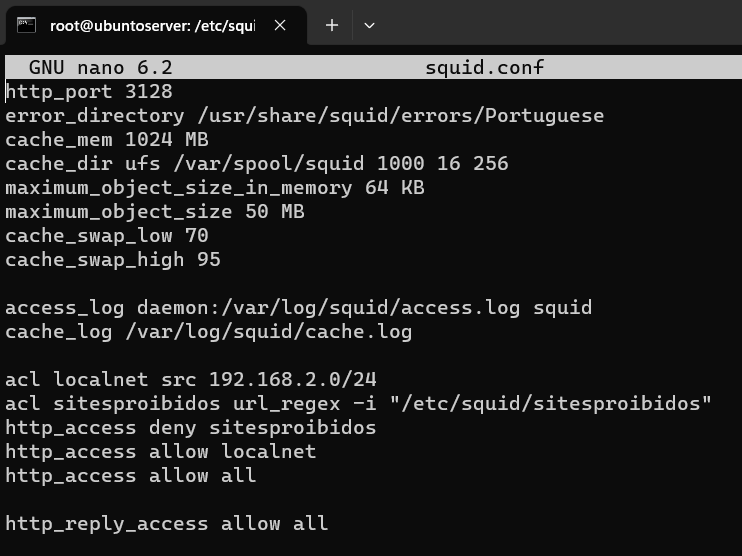 root@ubuntoserver: /etc/squi
GNU nano 6.2 squid.conf
http_port 3128
error_directory /usr/share/squid/errors/Portuguese
cache_mem 1024 MB
cache_dir ufs /var/spool/squid 1000 16 256
maximum_object_size_in_memory 64 KB
maximum_object_size 50 MB
cache_swap_low 70
cache_swap_high 95
access_log daemon:/var/log/squid/access.log squid
cache_log /var/log/squid/cache.log
acl localnet src 192.168.2.0/24
acl sitesproibidos url_regex -i "/etc/squid/sitesproibidos"
http_access deny sitesproibidos
http_access allow localnet
http_access allow all
http_reply_access allow all